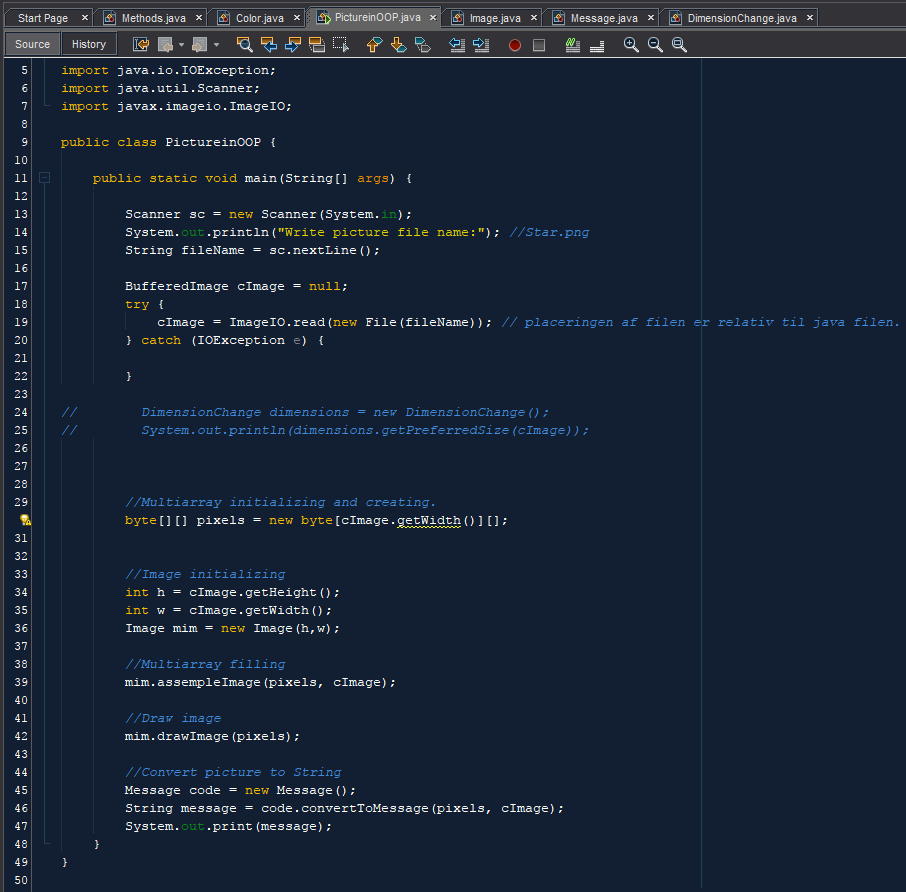 Start Page Methods.java Color.java PictureinOOP.java Image.java Message.java DimensionChange.java
Source History
5 import java.io.IOException;
6 import java.util.Scanner;
7 import javax.imageio.ImageIO;
8
9 public class PictureinOOP {
10
11 public static void main(String[] args) {
12
13 Scanner sc = new Scanner(System.in);
14 System.out.println("Write picture file name:"); //Star.png
15 String fileName = sc.nextLine();
16
17 BufferedImage cImage = null;
18 try {
19 cImage = ImageIO.read(new File(fileName)); // placeringen af filen er relativ til java filen.
20 } catch (IOException e) {
21
22 }
23
24 // DimensionChange dimensions = new DimensionChange();
25 // System.out.println(dimensions.getPreferredSize(cImage));
26
27
28
29 //Multiarray initializing and creating.
byte[][] pixels = new byte[cImage.getWidth()][];
31
32
33 //Image initializing
34 int h = cImage.getHeight();
35 int w = cImage.getWidth();
36 Image mim = new Image(h,w);
37
38 //Multiarray filling
39 mim.assempleImage(pixels, cImage);
40
41 //Draw image
42 mim.drawImage(pixels);
43
44 //Convert picture to String
45 Message code = new Message();
46 String message = code.convertToMessage(pixels, cImage);
47 System.out.print(message);
48 }
49 }
50